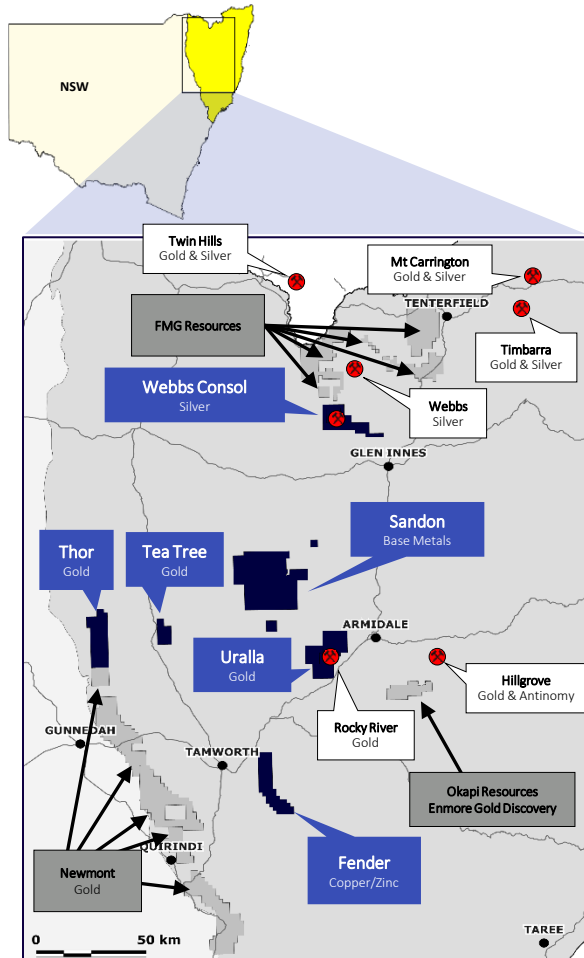 NSW
Twin Hills
Gold & Silver
Mt Carrington
Gold & Silver
TENTERFIELD
FMG Resources
Timbarra
Gold & Silver
Webbs Consol
Silver
Webbs
Silver
GLEN INNES
Sandon
Base Metals
Thor
Gold
Tea Tree
Gold
ARMIDALE
Uralla
Gold
Hillgrove
Gold & Antinomy
Rocky River
Gold
GUNNEDAH
TAMWORTH
Okapi Resources
Enmore Gold Discovery
QUIRINDI
Fender
Copper/Zinc
Newmont
Gold
TAREE
0 50 km